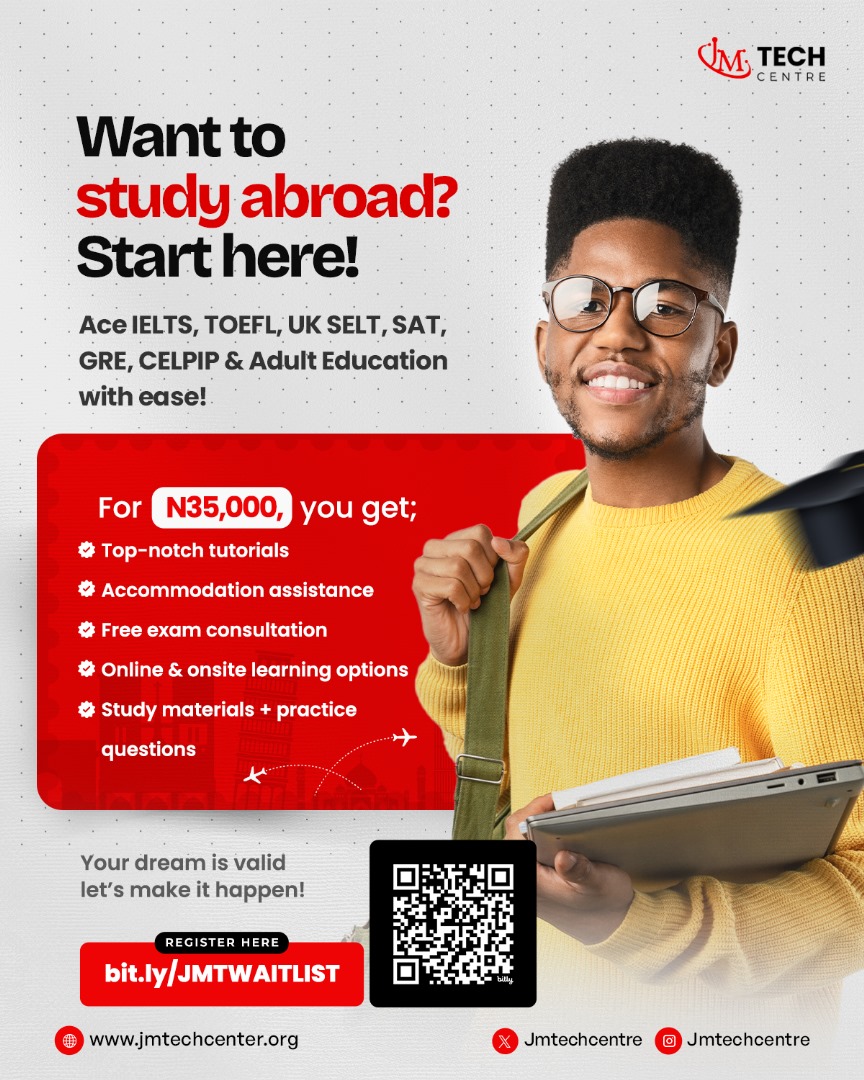 JM TECH
CENTRE
Want to
study abroad?
Start here!
Ace IELTS, TOEFL, UK SELT, SAT,
GRE, CELPIP & Adult Education
with ease!
For N35,000, you get;
Top-notch tutorials
Accommodation assistance
Free exam consultation
Online & onsite learning options
Study materials + practice
questions
Your dream is valid
let's make it happen!
REGISTER HERE
bit.ly/JMTWAITLIST
bitly
www.jmtechcenter.org
Jmtechcentre
Jmtechcentre